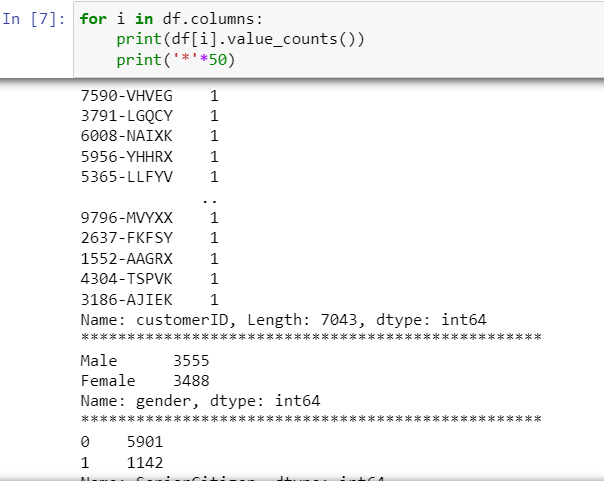 In [7]: for i in df.columns:
print(df[i].value_counts())
print('*'*50)
7590-VHVEG 1
3791-LGQCY 1
6008-NAIXK 1
5956-YHHRX 1
5365-LLFYV 1
..
9796-MVYXX 1
2637-FKFSY 1
1552-AAGRX 1
4304-TSPVK 1
3186-AJIEK 1
Name: customerID, Length: 7043, dtype: int64
**************************************************
Male 3555
Female 3488
Name: gender, dtype: int64
**************************************************
0 5901
1 1142
Name: SeniorCitizen, dtype: int64